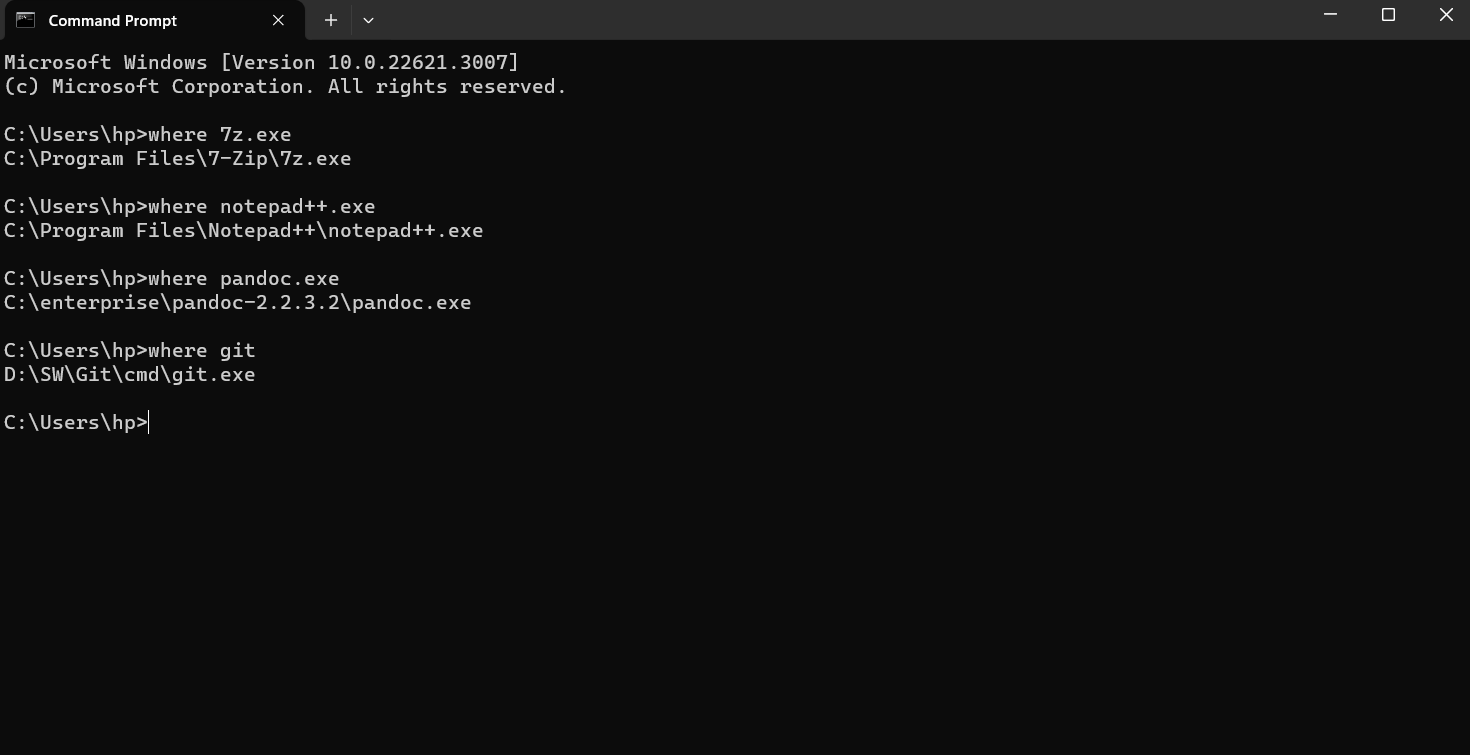 Command Prompt
Microsoft Windows [Version 10.0.22621.3007]
(c) Microsoft Corporation. All rights reserved.
C:\Users\hp>where 7z.exe
C:\Program Files\7-Zip\7z.exe
C:\Users\hp>where notepad++.exe
C:\Program Files\Notepad++\notepad++.exe
C:\Users\hp>where pandoc.exe
C:\enterprise\pandoc-2.2.3.2\pandoc.exe
C:\Users\hp>where git
D:\SW\Git\cmd\git.exe
C:\Users\hp>